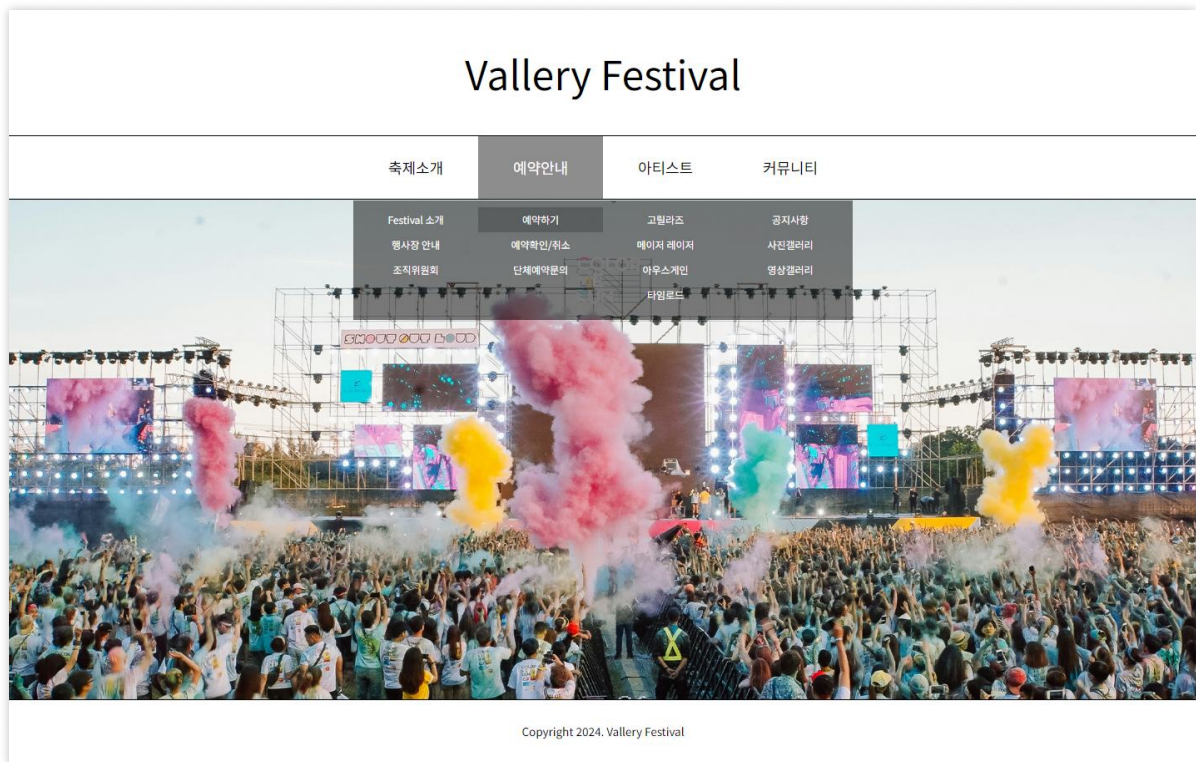 Vallery Festival
축제소개 예약안내 아티스트 커뮤니티
Festival 소개 예약하기 고릴라즈 공지사항
행사장 안내 예약확인/취소 메이저 레이저 사진갤러리
조직위원회 단체예약문의 아우스게인 영상갤러리
타임로드
SHOUT OUT LOUD
Copyright 2024. Vallery Festival